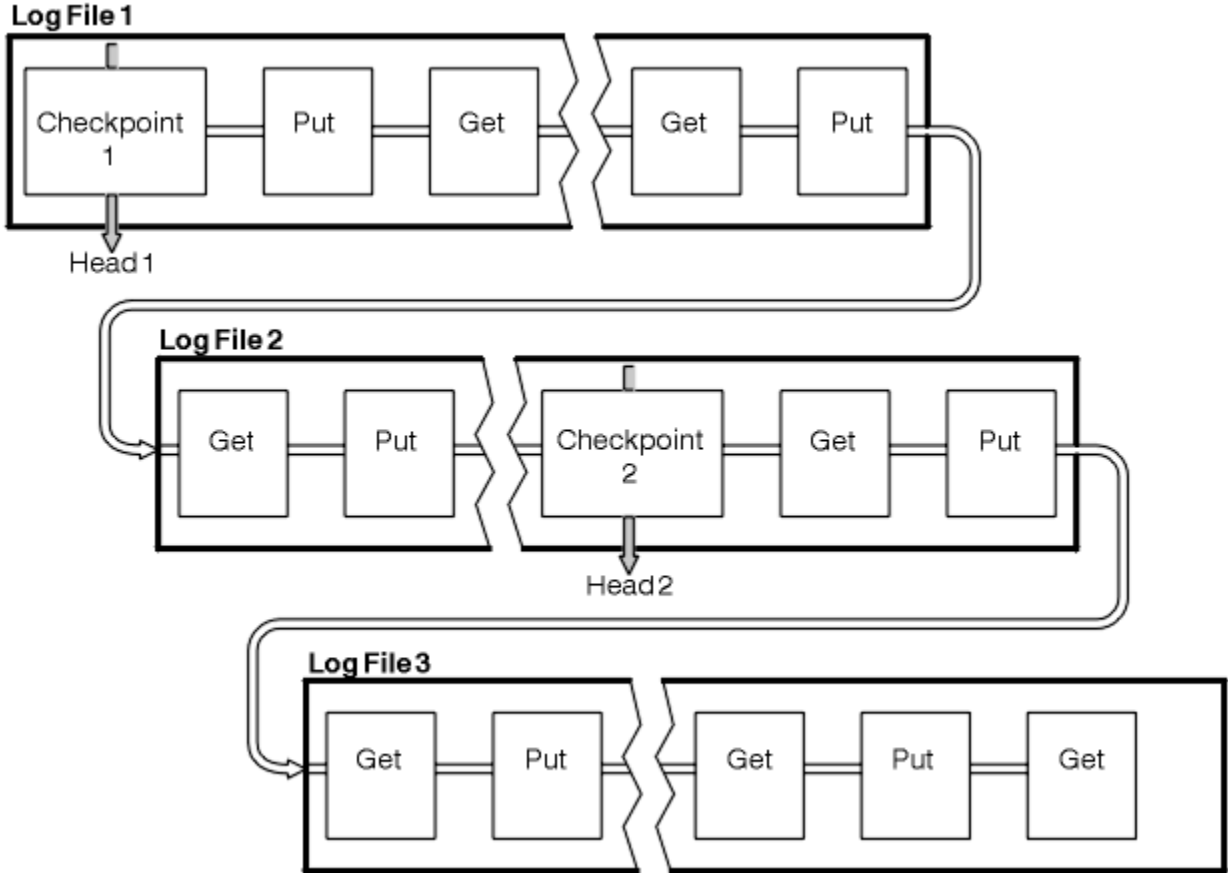 Log File 1
Checkpoint
1
Put
Get
Get
Put
Head 1
Log File 2
Get
Put
Checkpoint
2
Get
Put
Head 2
Log File 3
Get
Put
Get
Put
Get